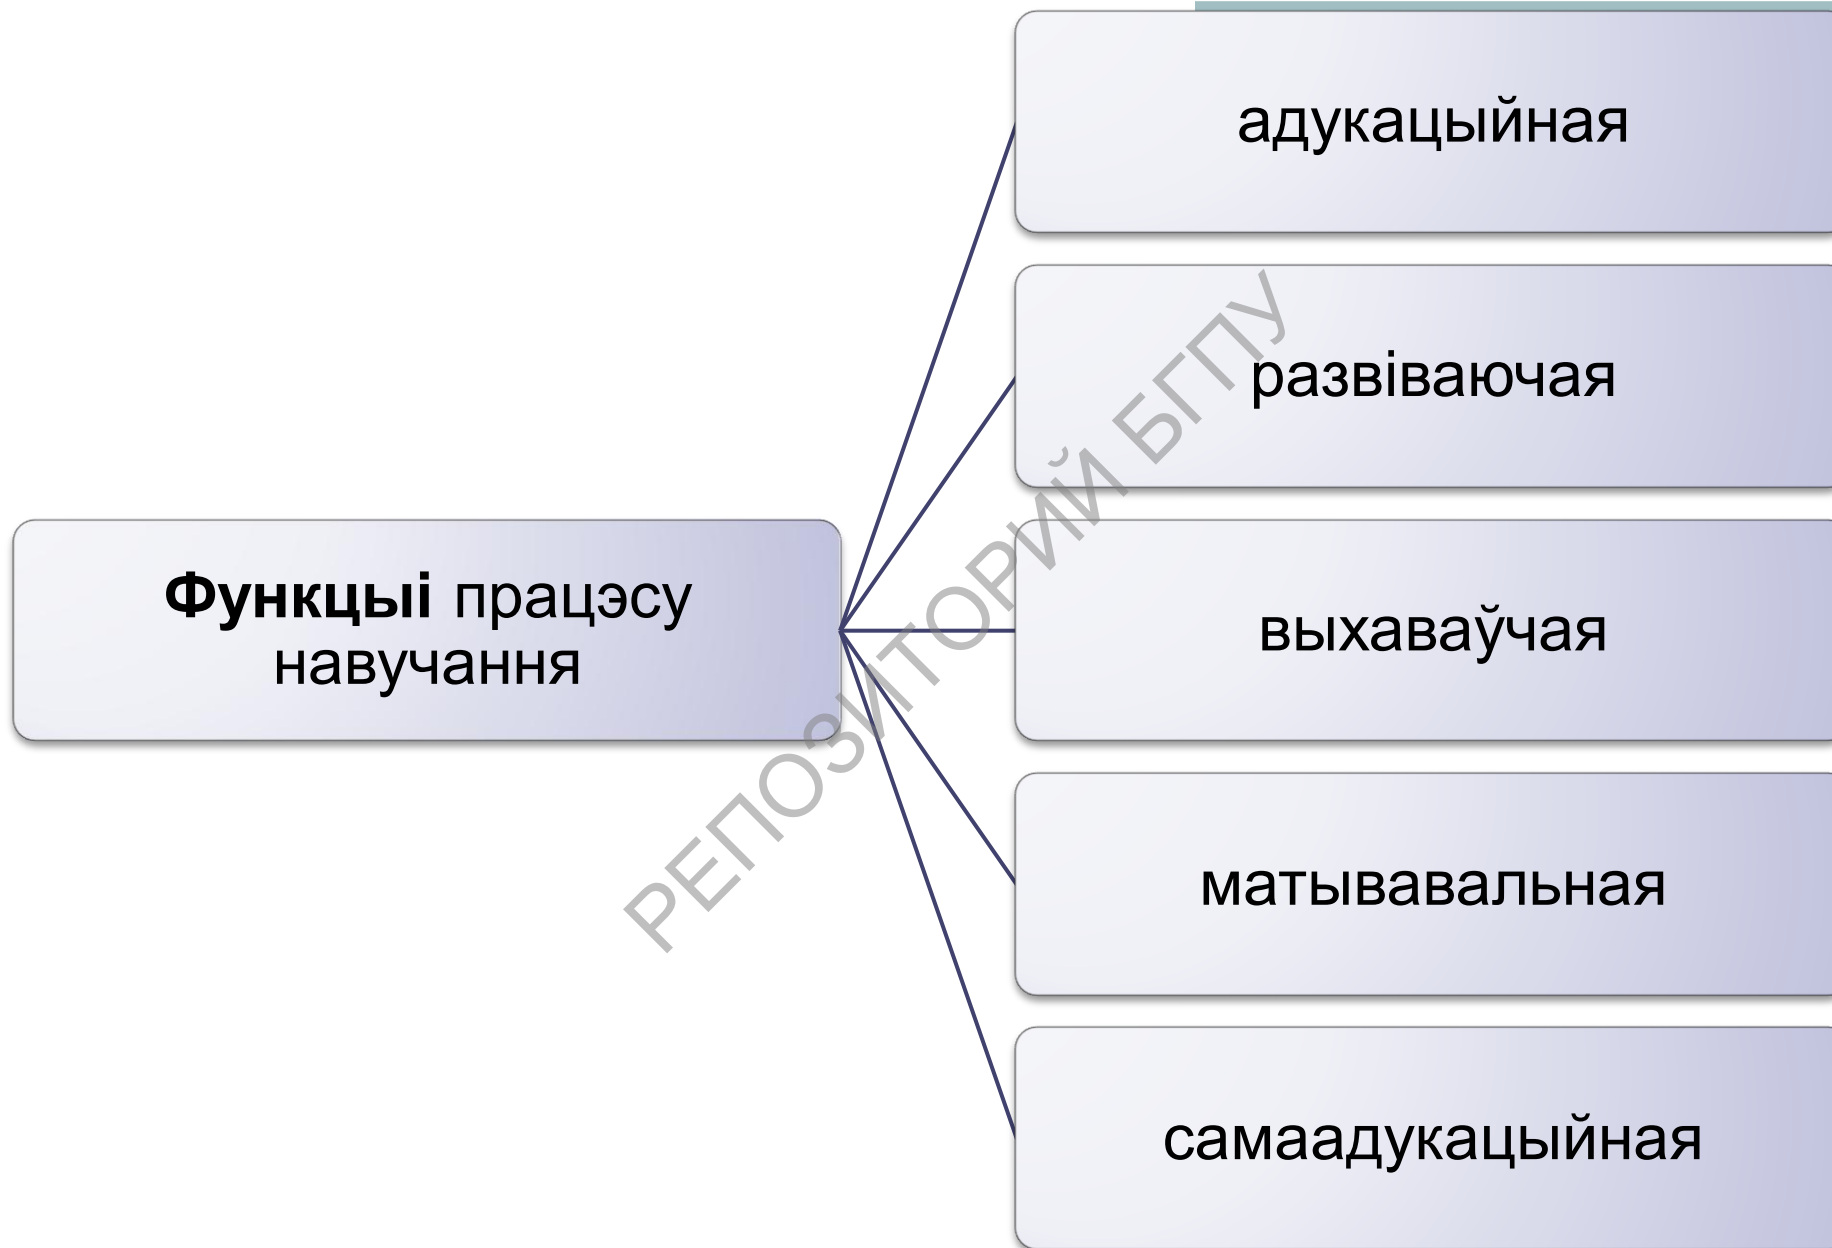 Функцыі працэсу
навучання
адукацыйная
развіваючая
выхаваўчая
матывавальная
самаадукацыйная
РЕПОЗИТОРИЙ БГПУ